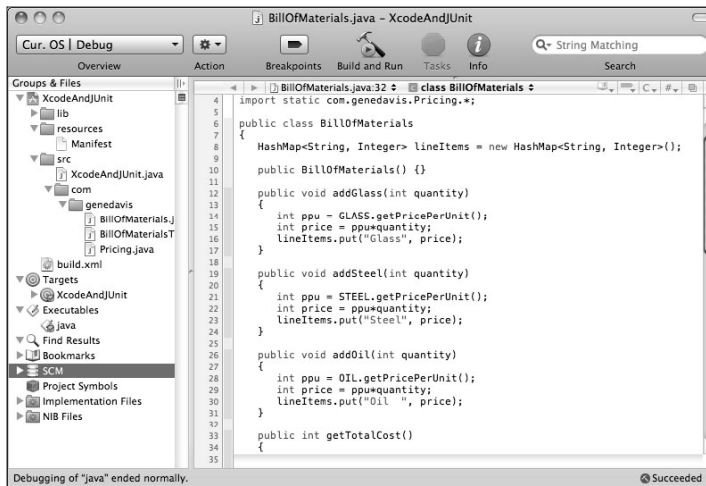 BillOfMaterials.java – XcodeAndJUnit
Cur. OS | Debug
String Matching
Overview Action Breakpoints Build and Run Tasks Info Search
Groups & Files
BillOfMaterials.java:32 class BillOfMaterials C #
XcodeAndJUnit
lib
resources
Manifest
src
XcodeAndJUnit.java
com
genedavis
BillOfMaterials.j
BillOfMaterialsT
Pricing.java
build.xml
Targets
XcodeAndJUnit
Executables
java
Find Results
Bookmarks
SCM
Project Symbols
Implementation Files
NIB Files
4 import static com.genedavis.Pricing.*;
5
6 public class BillOfMaterials
7 {
8 HashMap<String, Integer> lineItems = new HashMap<String, Integer>();
9
10 public BillOfMaterials() {}
11
12 public void addGlass(int quantity)
13 {
14 int ppu = GLASS.getPricePerUnit();
15 int price = ppu*quantity;
16 lineItems.put("Glass", price);
17 }
18
19 public void addSteel(int quantity)
20 {
21 int ppu = STEEL.getPricePerUnit();
22 int price = ppu*quantity;
23 lineItems.put("Steel", price);
24 }
25
26 public void addOil(int quantity)
27 {
28 int ppu = OIL.getPricePerUnit();
29 int price = ppu*quantity;
30 lineItems.put("Oil  ", price);
31 }
32
33 public int getTotalCost()
34 {
35
Debugging of "java" ended normally.
Succeeded